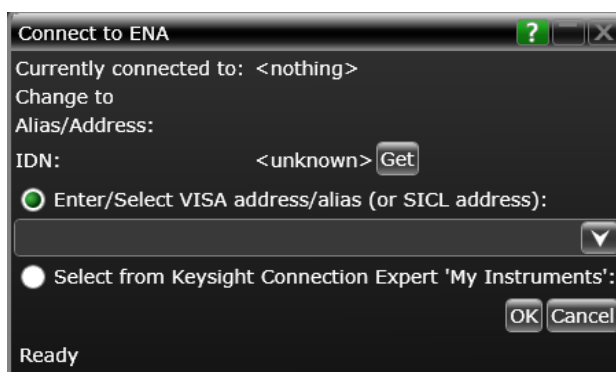 Connect to ENA ? X
Currently connected to: <nothing>
Change to
Alias/Address:
IDN: <unknown> Get
Enter/Select VISA address/alias (or SICL address):
Select from Keysight Connection Expert 'My Instruments':
OK Cancel
Ready